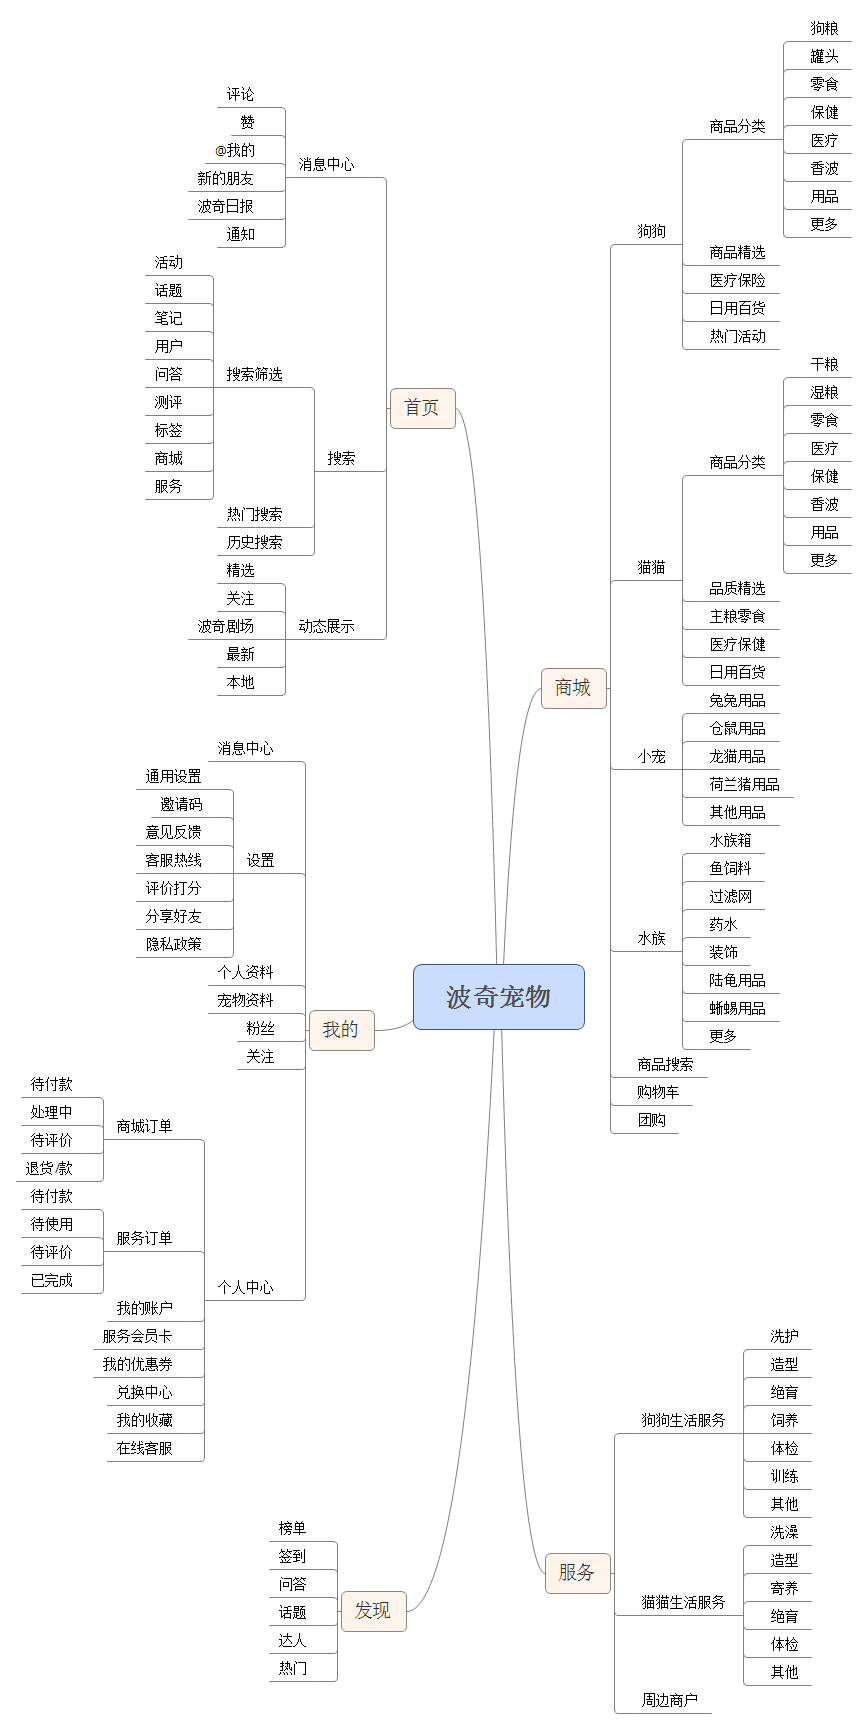 波奇宠物
首页
消息中心
评论
赞
@我的
新的朋友
波奇日报
通知
搜索
搜索筛选
活动
话题
笔记
用户
问答
测评
标签
商城
服务
热门搜索
历史搜索
动态展示
精选
关注
波奇剧场
最新
本地
商城
狗狗
商品分类
狗粮
罐头
零食
保健
医疗
香波
用品
更多
商品精选
医疗保险
日用百货
热门活动
猫猫
商品分类
干粮
湿粮
零食
医疗
保健
香波
用品
更多
品质精选
主粮零食
医疗保健
日用百货
小宠
兔兔用品
仓鼠用品
龙猫用品
荷兰猪用品
其他用品
水族
水族箱
鱼饲料
过滤网
药水
装饰
陆龟用品
蜥蜴用品
更多
商品搜索
购物车
团购
我的
消息中心
设置
通用设置
邀请码
意见反馈
客服热线
评价打分
分享好友
隐私政策
个人资料
宠物资料
粉丝
关注
个人中心
商城订单
待付款
处理中
待评价
退货/款
服务订单
待付款
待使用
待评价
已完成
我的账户
服务会员卡
我的优惠券
兑换中心
我的收藏
在线客服
服务
狗狗生活服务
洗护
造型
绝育
饲养
体检
训练
其他
猫猫生活服务
洗澡
造型
寄养
绝育
体检
其他
周边商户
发现
榜单
签到
问答
话题
达人
热门